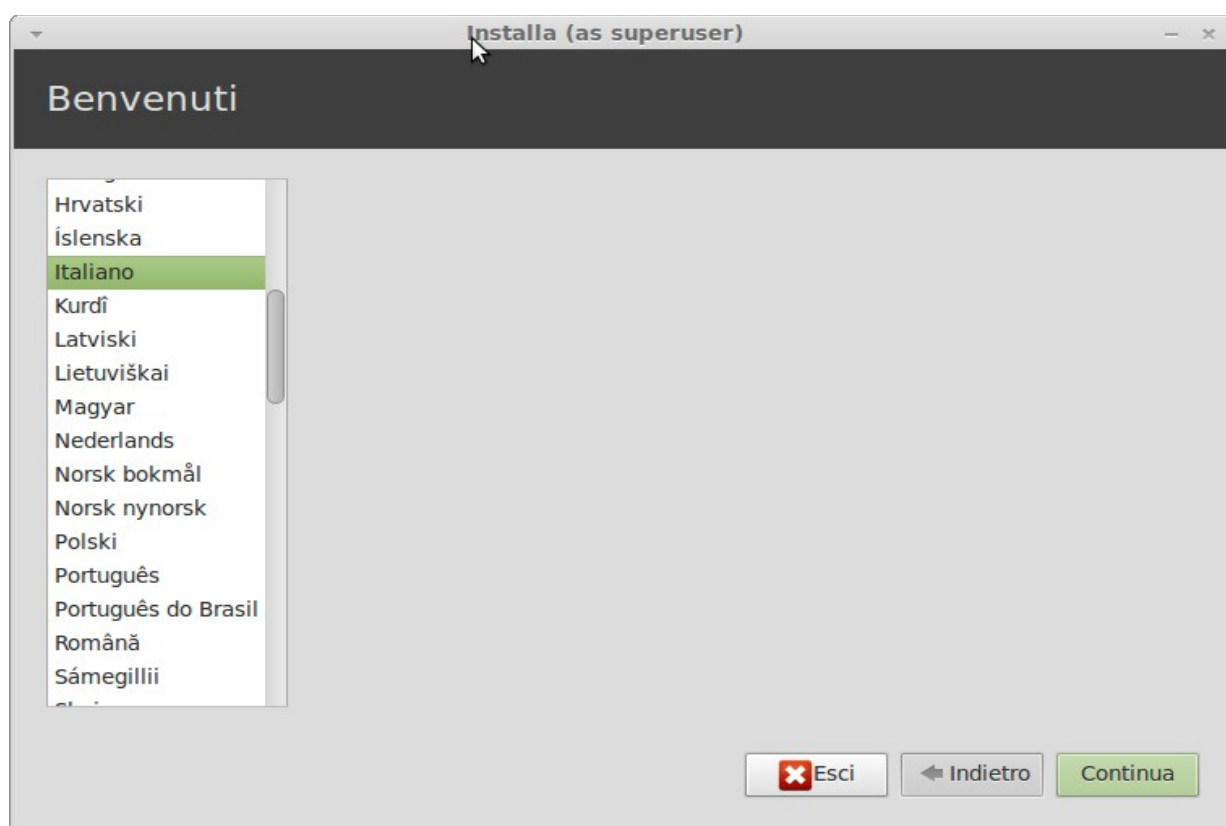 Installa (as superuser)
Benvenuti
Hrvatski
Íslenska
Italiano
Kurdî
Latviski
Lietuviškai
Magyar
Nederlands
Norsk bokmål
Norsk nynorsk
Polski
Português
Português do Brasil
Română
Sámegillii
Esci Indietro Continua